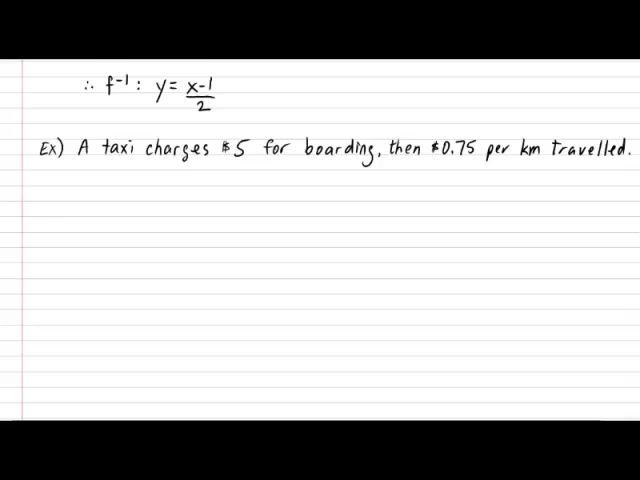 ∴ f⁻¹: y = x-1/2
Ex) A taxi charges $5 for boarding, then $0.75 per km travelled.